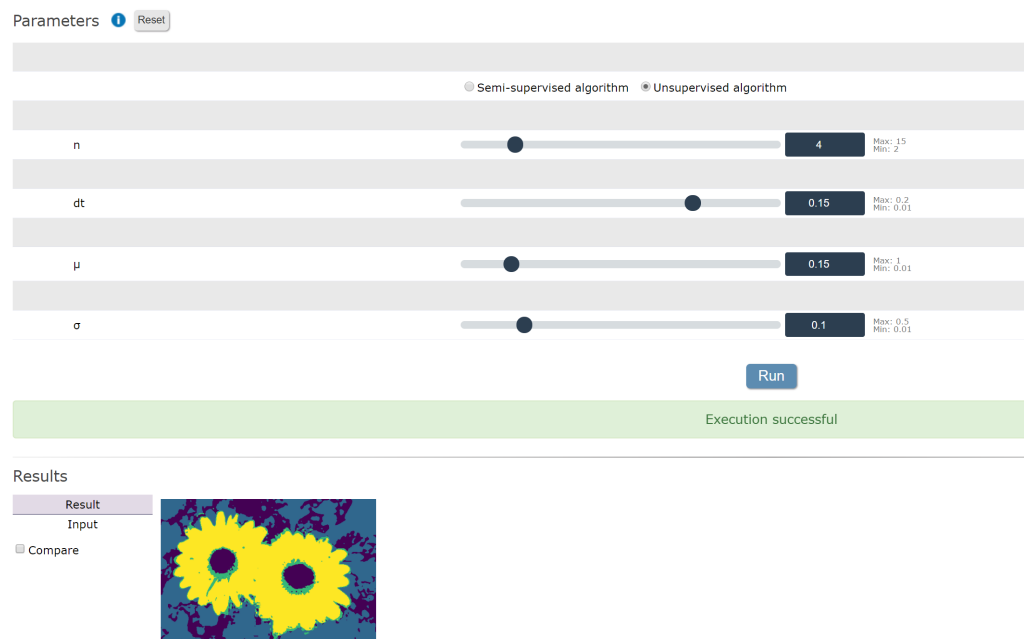 Parameters i Reset
Semi-supervised algorithm Unsupervised algorithm
n 4 Max: 15
Min: 2
dt 0.15 Max: 0.2
Min: 0.01
μ 0.15 Max: 1
Min: 0.01
σ 0.1 Max: 0.5
Min: 0.01
Run
Execution successful
Results
Result
Input
Compare